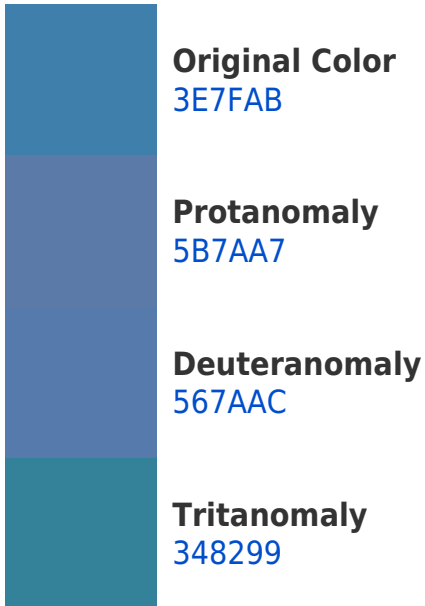 Original Color
3E7FAB
Protanomaly
5B7AA7
Deuteranomaly
567AAC
Tritanomaly
348299